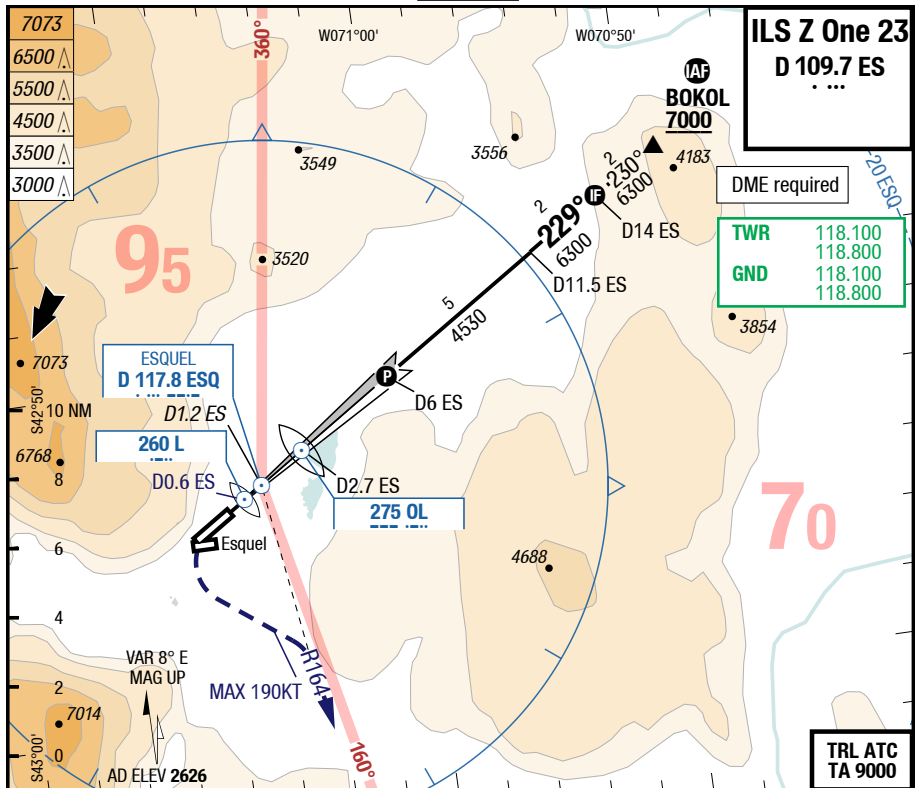 7073
6500
5500
4500
3500
3000
360°
W071°00'
W070°50'
ILS Z One 23
D 109.7 ES
IAF
BOKOL
7000
4183
3549
3556
2
230°
6300
IF
D14 ES
2
229°
6300
D11.5 ES
20 ESQ
DME required
TWR 118.100
118.800
GND 118.100
118.800
3854
95
3520
5
4530
7073
ESQUEL
D 117.8 ESQ
P
D6 ES
S42°50'
10 NM
D1.2 ES
6768
260 L
8
D0.6 ES
D2.7 ES
275 OL
70
6
Esquel
4688
4
VAR 8° E
MAG UP
R164
MAX 190KT
2
7014
0
S43°00'
AD ELEV 2626
160°
TRL ATC
TA 9000